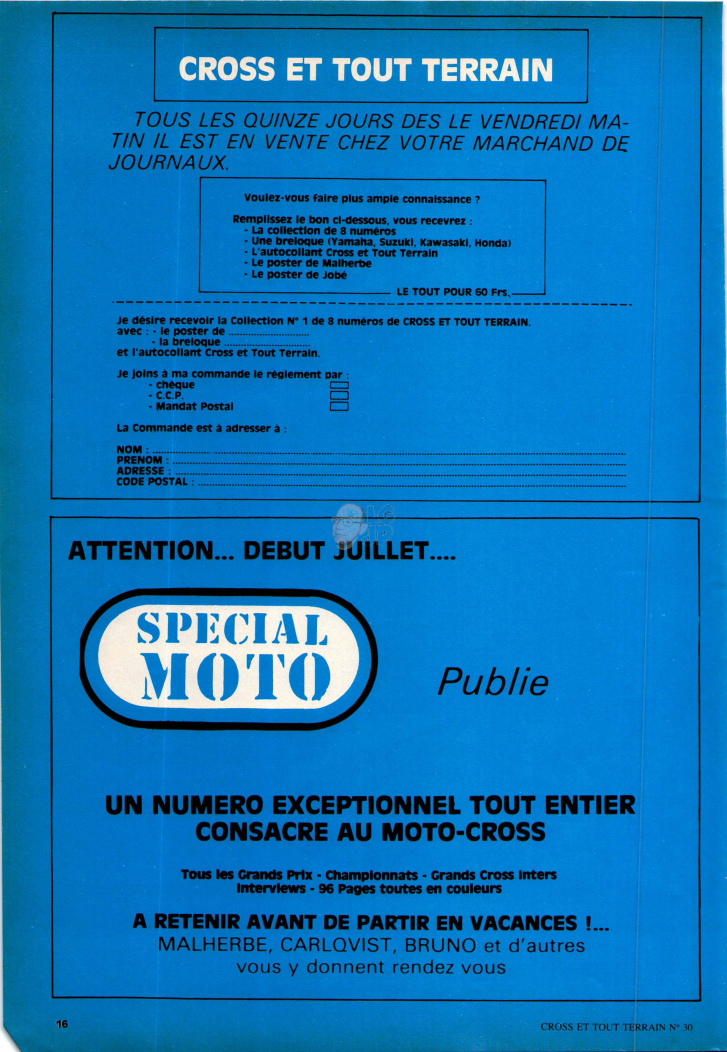 CROSS ET TOUT TERRAIN
TOUS LES QUINZE JOURS DES LE VENDREDI MA-
TIN IL EST EN VENTE CHEZ VOTRE MARCHAND DE
JOURNAUX.
Voulez-vous faire plus ample connaissance ?
Remplissez le bon ci-dessous, vous recevrez :
- La collection de 8 numéros
- Une breloque (Yamaha, Suzuki, Kawasaki, Honda)
- L'autocollant Cross et Tout Terrain
- Le poster de Malherbe
- Le poster de Jobé
LE TOUT POUR 60 Frs.
Je désire recevoir la Collection N° 1 de 8 numéros de CROSS ET TOUT TERRAIN.
avec : - le poster de ..............................
- la breloque ..............................
et l'autocollant Cross et Tout Terrain.
Je joins à ma commande le règlement par :
- chèque
- C.C.P.
- Mandat Postal
La Commande est à adresser à :
NOM : ..............................
PRENOM : ..............................
ADRESSE : ..............................
CODE POSTAL : ..............................
ATTENTION... DEBUT JUILLET....
SPECIAL
MOTO
Publie
UN NUMERO EXCEPTIONNEL TOUT ENTIER
CONSACRE AU MOTO-CROSS
Tous les Grands Prix - Championnats - Grands Cross Inters
Interviews - 96 Pages toutes en couleurs
A RETENIR AVANT DE PARTIR EN VACANCES !...
MALHERBE, CARLQVIST, BRUNO et d'autres
vous y donnent rendez vous
16
CROSS ET TOUT TERRAIN N° 30